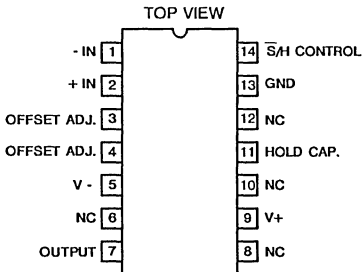 TOP VIEW
- IN 1
+ IN 2
OFFSET ADJ. 3
OFFSET ADJ. 4
V - 5
NC 6
OUTPUT 7
14 S̅/H CONTROL
13 GND
12 NC
11 HOLD CAP.
10 NC
9 V+
8 NC